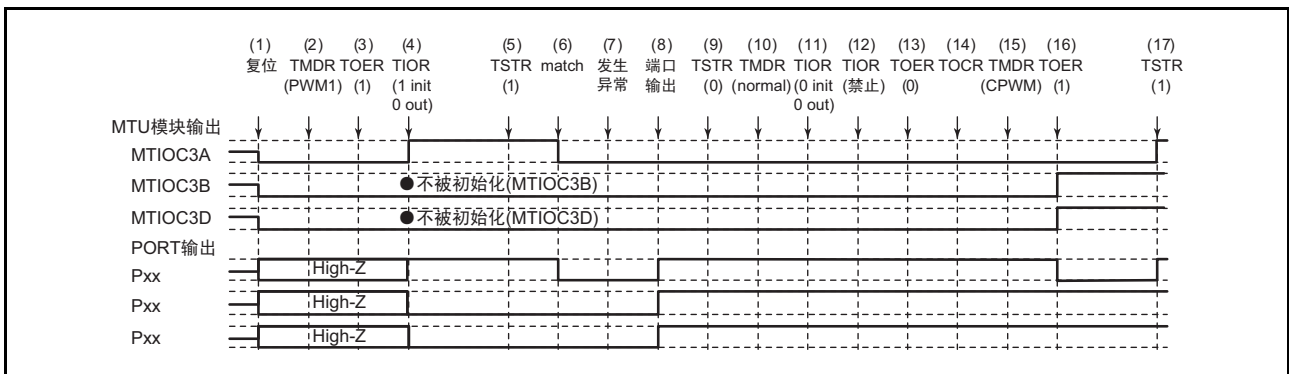 (1) (2) (3) (4) (5) (6) (7) (8) (9) (10) (11) (12) (13) (14) (15) (16) (17)
复位 TMDR TOER TIOR TSTR match 发生 端口 TSTR TMDR TIOR TIOR TOER TOCR TMDR TOER TSTR
(PWM1) (1) (1 init (1) 异常 输出 (0) (normal) (0 init (禁止) (0) (CPWM) (1) (1)
0 out) 0 out)
MTU模块输出
MTIOC3A
MTIOC3B ●不被初始化(MTIOC3B)
MTIOC3D ●不被初始化(MTIOC3D)
PORT输出
Pxx High-Z
Pxx High-Z
Pxx High-Z